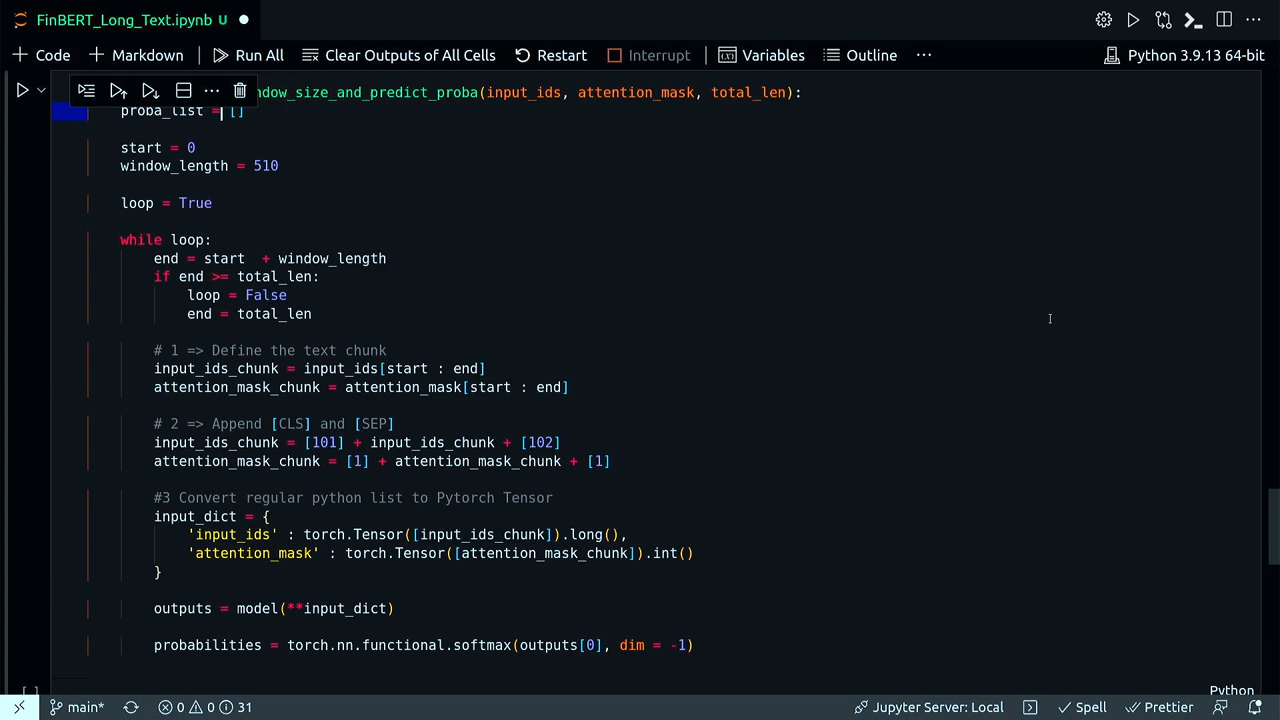 FinBERT_Long_Text.ipynb U
Code Markdown Run All Clear Outputs of All Cells Restart Interrupt Variables Outline ··· Python 3.9.13 64-bit
ndow_size_and_predict_proba(input_ids, attention_mask, total_len):
proba_list = []
start = 0
window_length = 510
loop = True
while loop:
end = start  + window_length
if end >= total_len:
loop = False
end = total_len
# 1 => Define the text chunk
input_ids_chunk = input_ids[start : end]
attention_mask_chunk = attention_mask[start : end]
# 2 => Append [CLS] and [SEP]
input_ids_chunk = [101] + input_ids_chunk + [102]
attention_mask_chunk = [1] + attention_mask_chunk + [1]
#3 Convert regular python list to Pytorch Tensor
input_dict = {
'input_ids' : torch.Tensor([input_ids_chunk]).long(),
'attention_mask' : torch.Tensor([attention_mask_chunk]).int()
}
outputs = model(**input_dict)
probabilities = torch.nn.functional.softmax(outputs[0], dim = -1)
[ ]
Python
main* 0 0 31 Jupyter Server: Local Spell Prettier